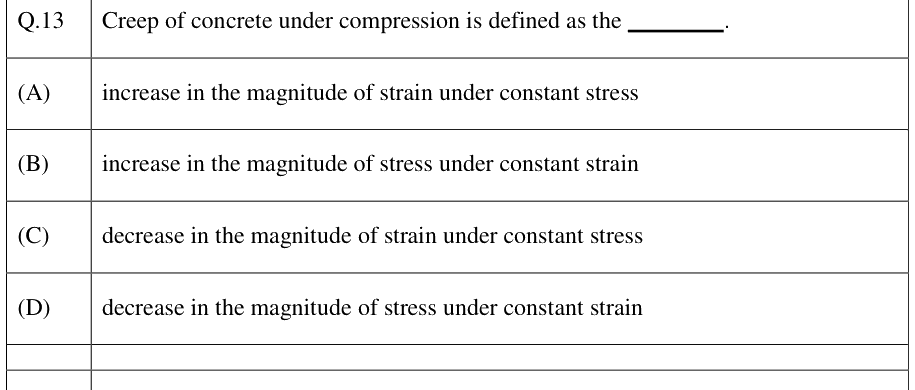 Q.13 Creep of concrete under compression is defined as the ________.
(A) increase in the magnitude of strain under constant stress
(B) increase in the magnitude of stress under constant strain
(C) decrease in the magnitude of strain under constant stress
(D) decrease in the magnitude of stress under constant strain